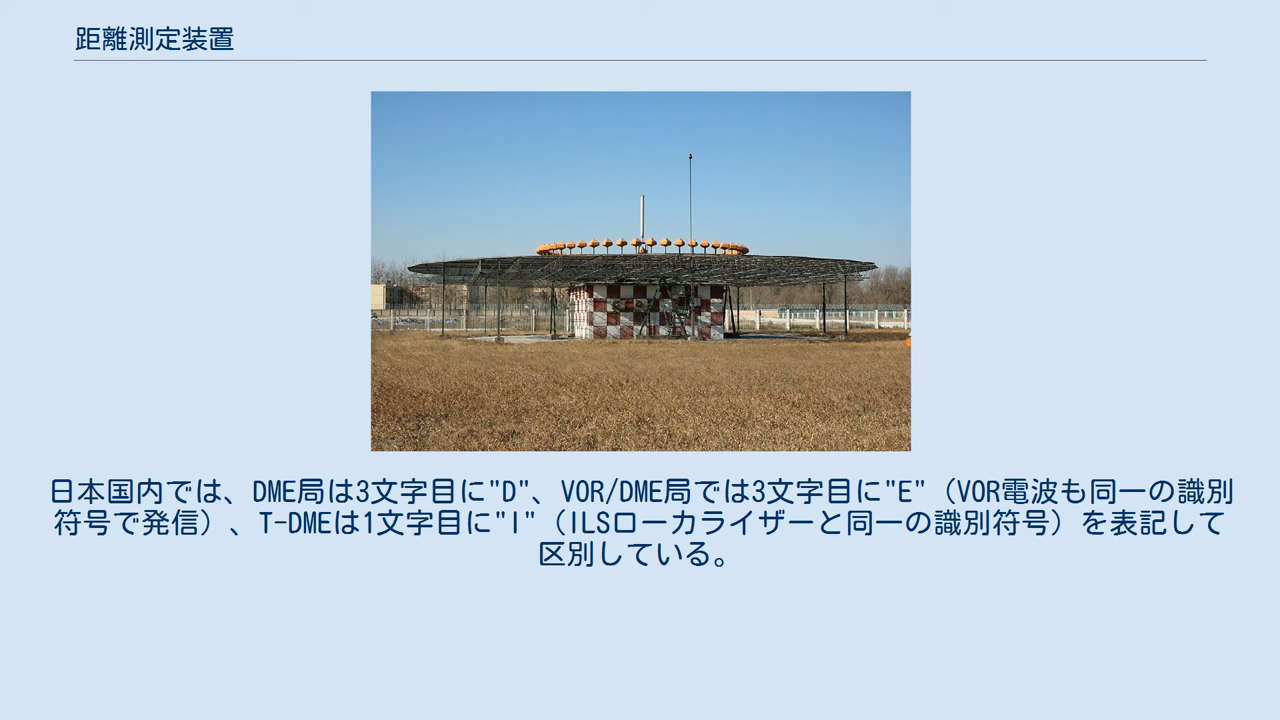 距離測定装置
日本国内では、DME局は3文字目に"D"、VOR/DME局では3文字目に"E"（VOR電波も同一の識別
符号で発信）、T-DMEは1文字目に"I"（ILSローカライザーと同一の識別符号）を表記して
区別している。